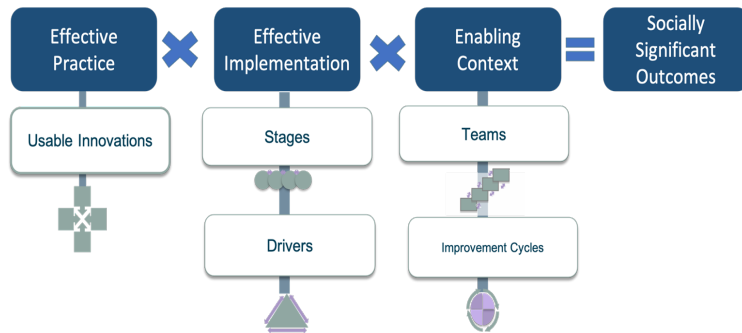 Effective
Practice
Effective
Implementation
Enabling
Context
Socially
Significant
Outcomes
Usable Innovations
Stages
Teams
Drivers
Improvement Cycles